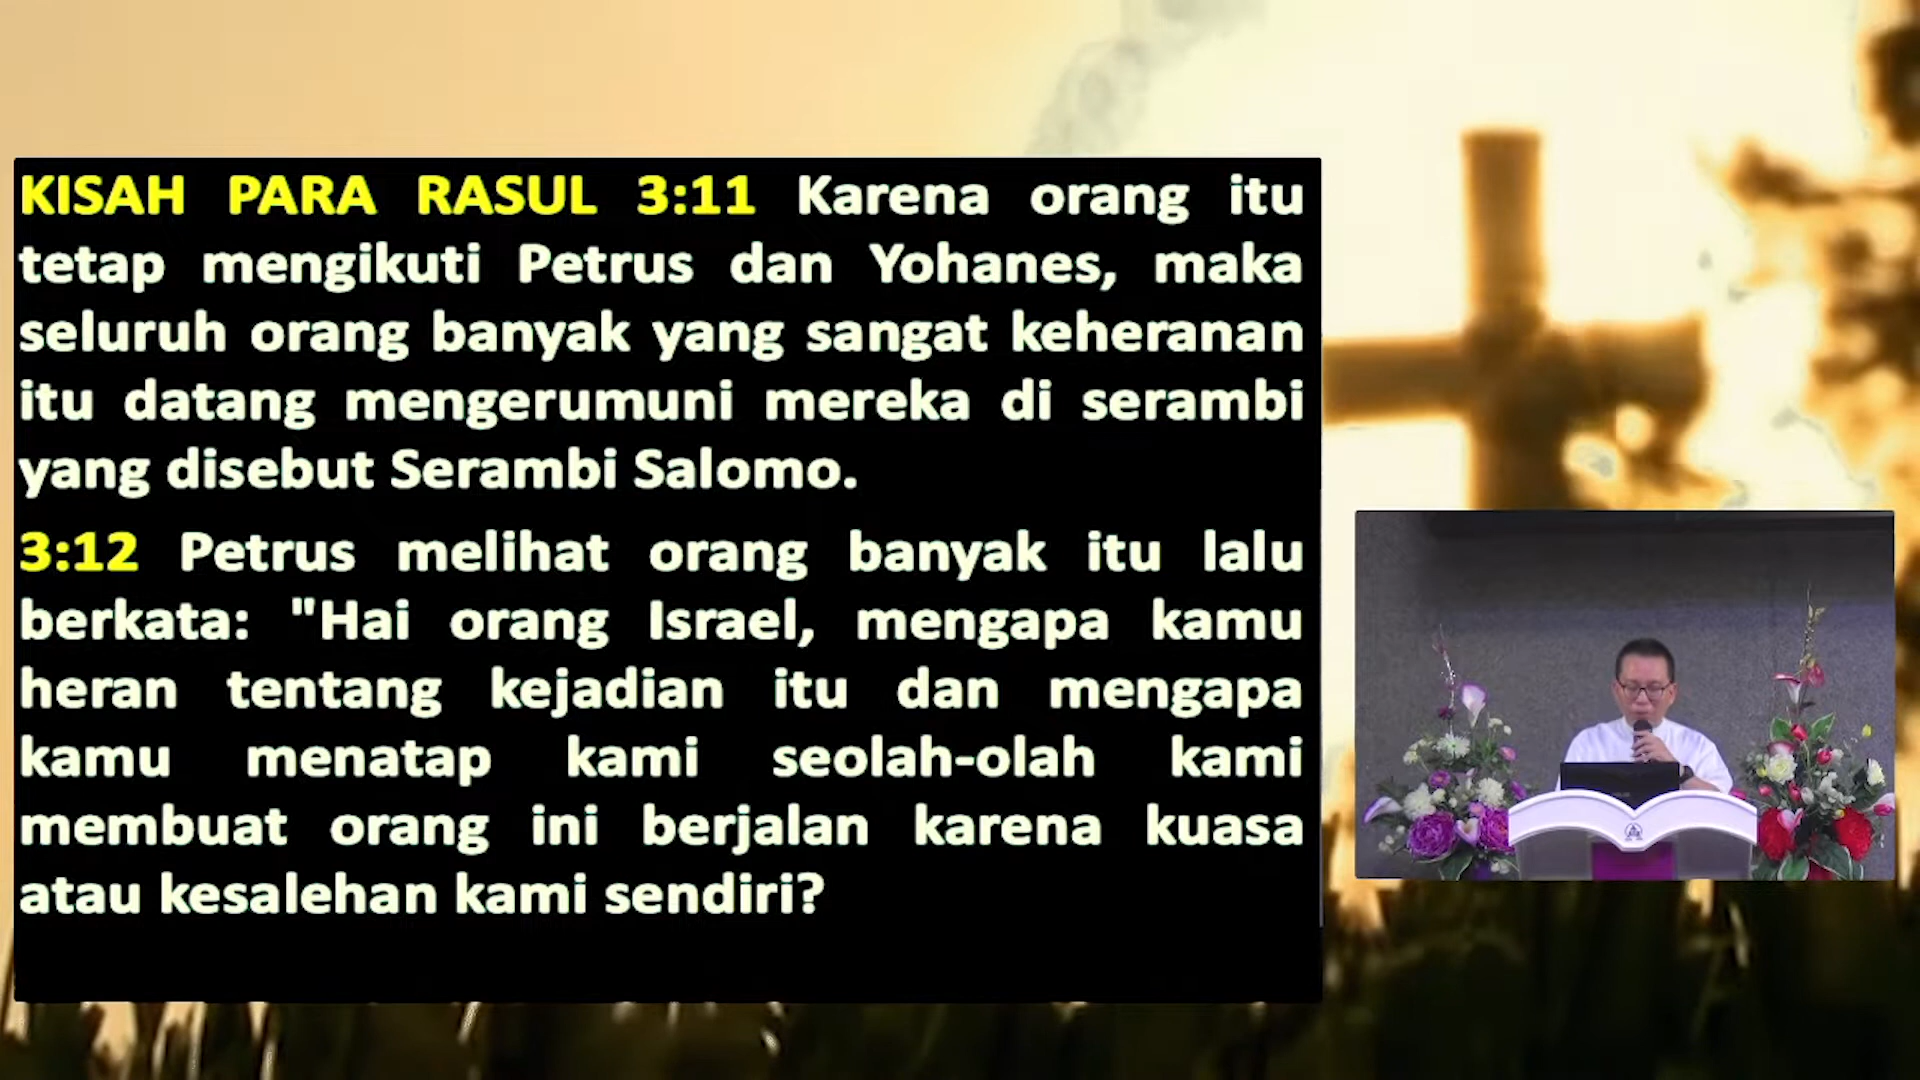 KISAH PARA RASUL 3:11 Karena orang itu
tetap mengikuti Petrus dan Yohanes, maka
seluruh orang banyak yang sangat keheranan
itu datang mengerumuni mereka di serambi
yang disebut Serambi Salomo.
3:12 Petrus melihat orang banyak itu lalu
berkata: "Hai orang Israel, mengapa kamu
heran tentang kejadian itu dan mengapa
kamu menatap kami seolah-olah kami
membuat orang ini berjalan karena kuasa
atau kesalehan kami sendiri?